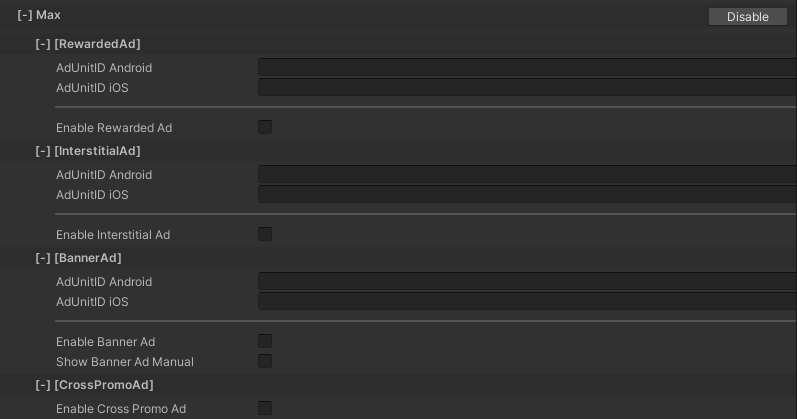 [-] Max
Disable
[-] [RewardedAd]
AdUnitID Android
AdUnitID iOS
Enable Rewarded Ad
[-] [InterstitialAd]
AdUnitID Android
AdUnitID iOS
Enable Interstitial Ad
[-] [BannerAd]
AdUnitID Android
AdUnitID iOS
Enable Banner Ad
Show Banner Ad Manual
[-] [CrossPromoAd]
Enable Cross Promo Ad